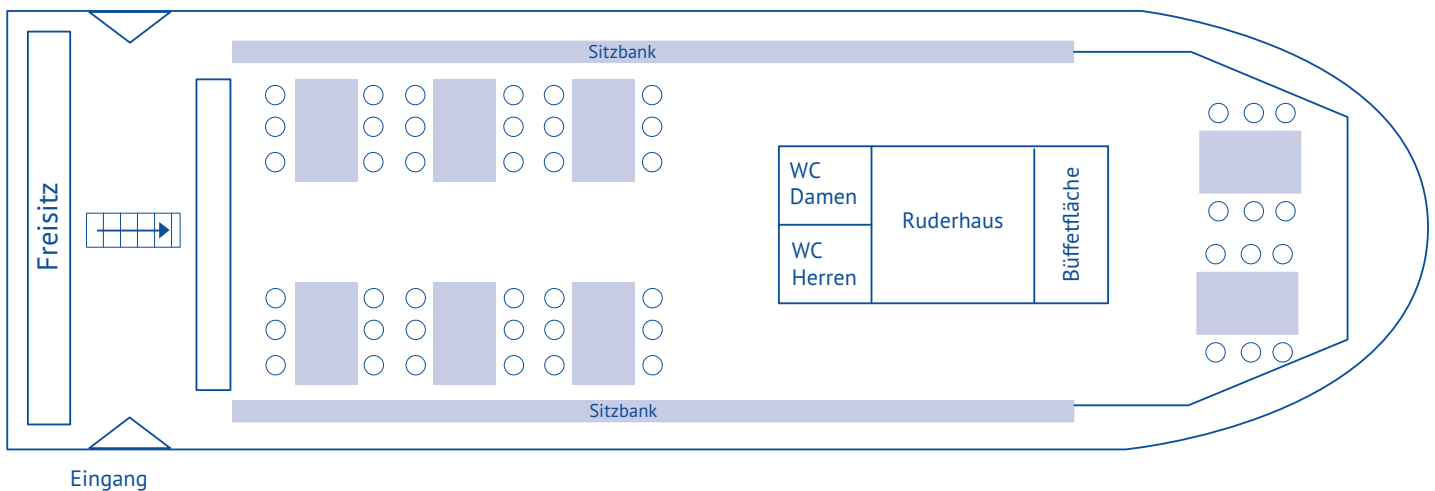 Sitzbank
Freisitz
WC
Damen
WC
Herren
Ruderhaus
Büffetfläche
Sitzbank
Eingang